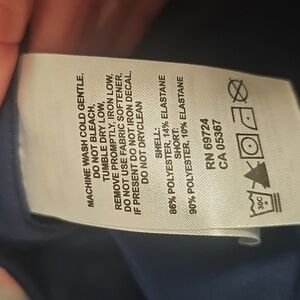 MACHINE WASH COLD GENTLE,
DO NOT BLEACH,
TUMBLE DRY LOW,
REMOVE PROMPTLY, IRON LOW,
DO NOT USE FABRIC SOFTENER,
IF PRESENT DO NOT IRON DECAL,
DO NOT DRYCLEAN
SHELL:
86% POLYESTER, 14% ELASTANE
SHORT:
90% POLYESTER, 10% ELASTANE
RN 69724
CA 05367
30C